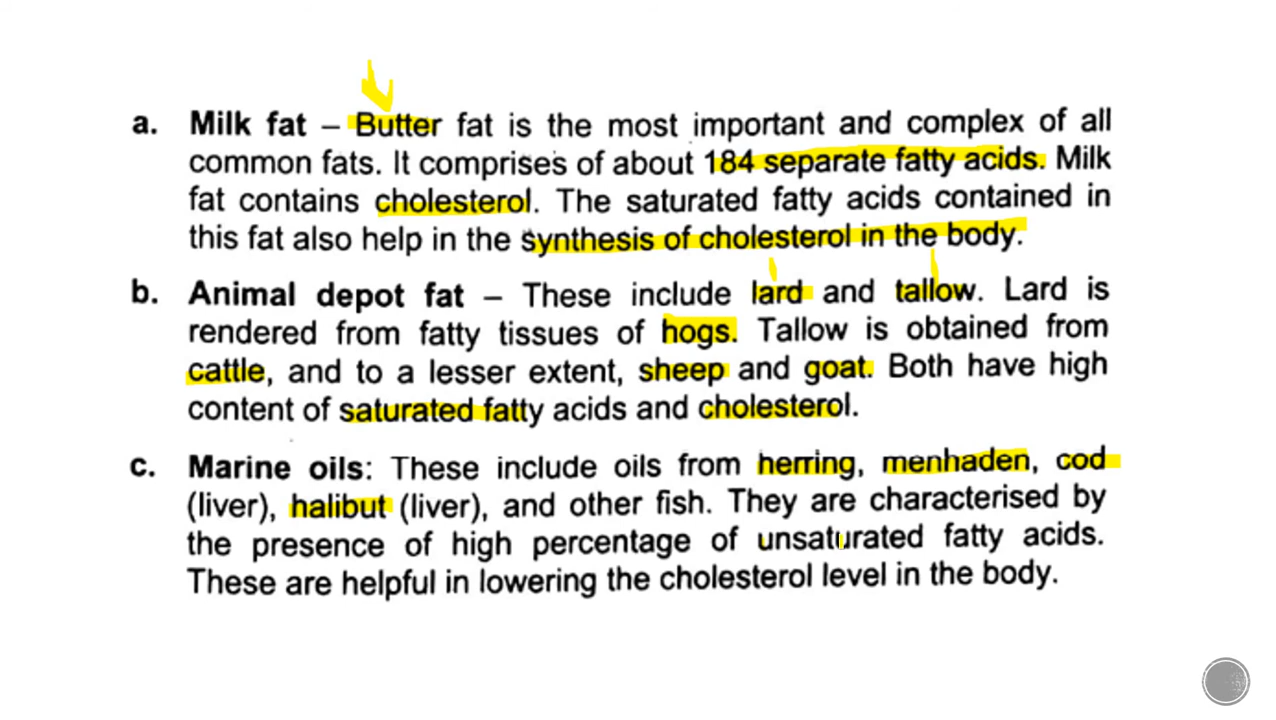 a. Milk fat – Butter fat is the most important and complex of all
common fats. It comprises of about 184 separate fatty acids. Milk
fat contains cholesterol. The saturated fatty acids contained in
this fat also help in the synthesis of cholesterol in the body.
b. Animal depot fat – These include lard and tallow. Lard is
rendered from fatty tissues of hogs. Tallow is obtained from
cattle, and to a lesser extent, sheep and goat. Both have high
content of saturated fatty acids and cholesterol.
c. Marine oils: These include oils from herring, menhaden, cod
(liver), halibut (liver), and other fish. They are characterised by
the presence of high percentage of unsaturated fatty acids.
These are helpful in lowering the cholesterol level in the body.